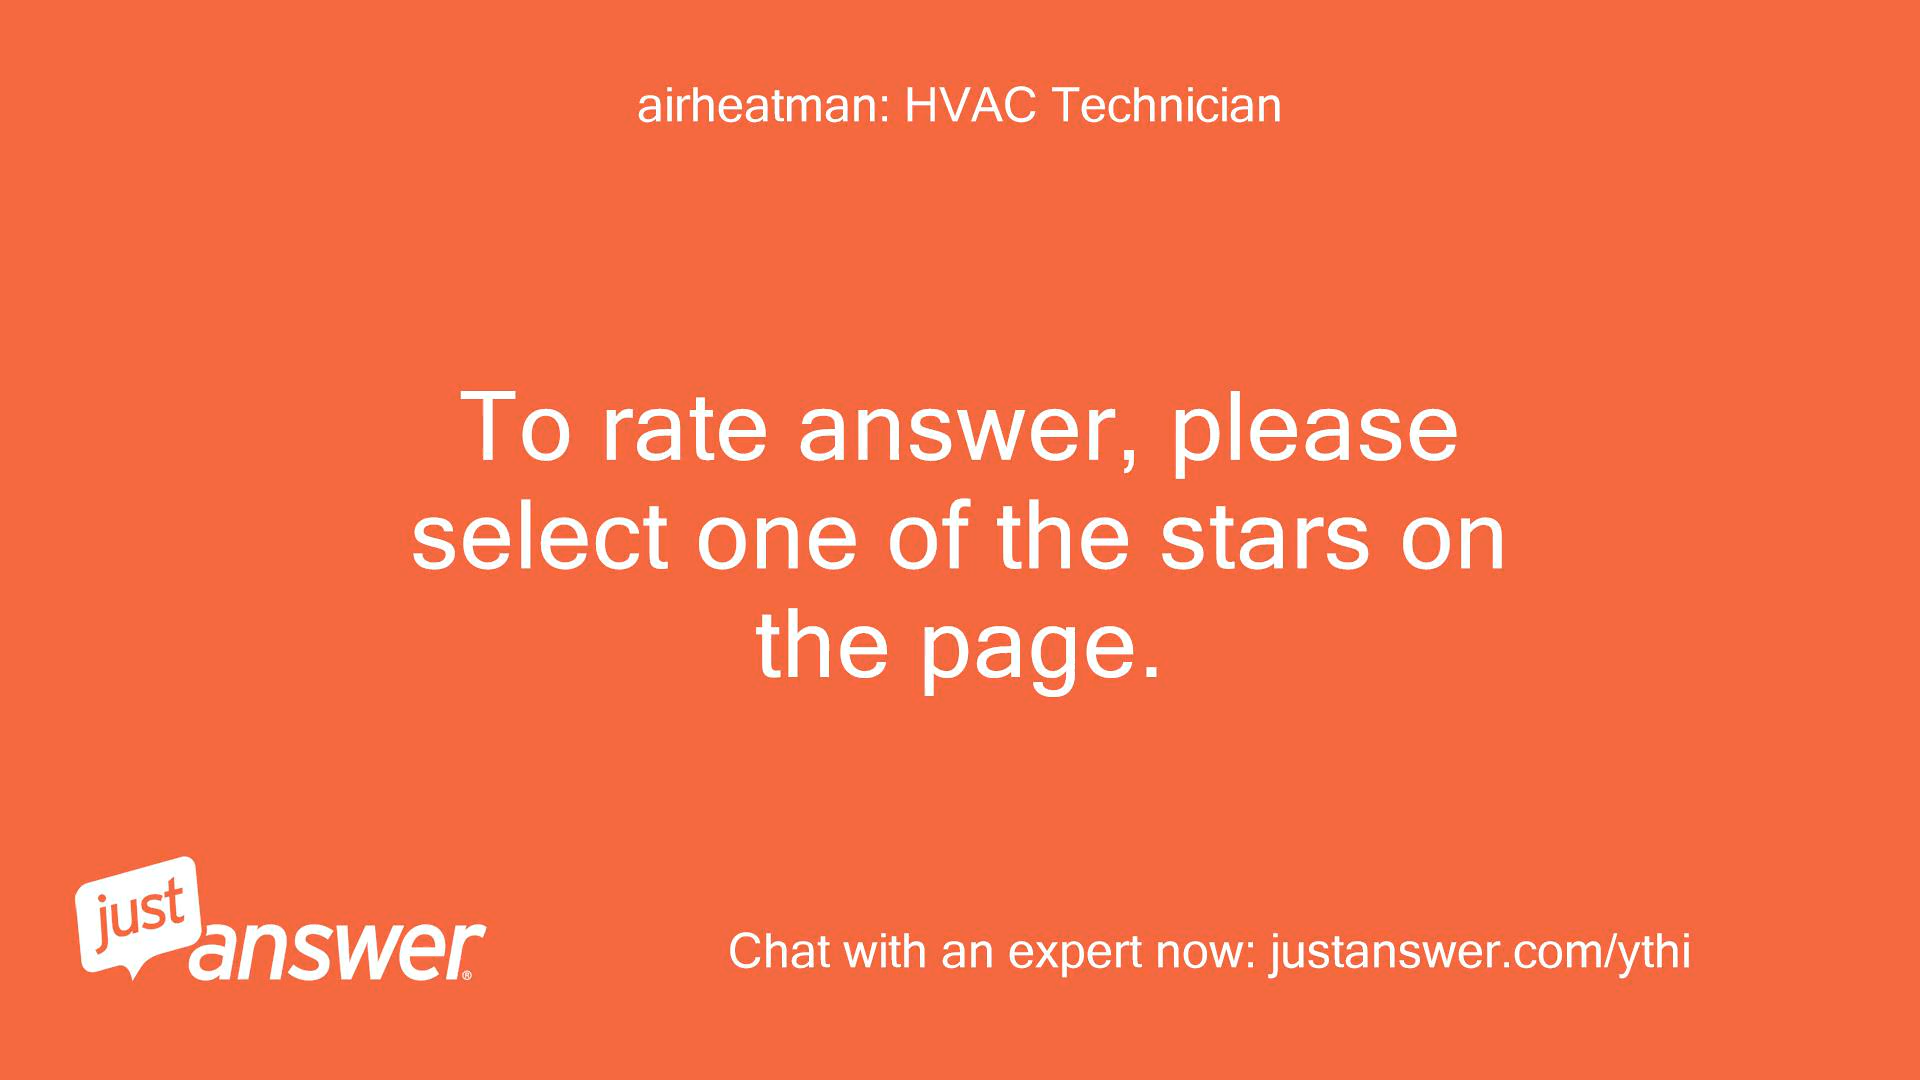 airheatman: HVAC Technician
To rate answer, please
select one of the stars on
the page.
just
answer®
Chat with an expert now: justanswer.com/ythi